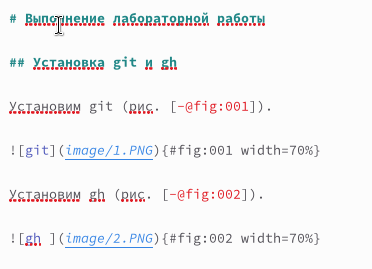 # Выполнение лабораторной работы
## Установка git и gh
Установим git (рис. [-@fig:001]).
![git](image/1.PNG){#fig:001 width=70%}
Установим gh (рис. [-@fig:002]).
![gh ](image/2.PNG){#fig:002 width=70%}